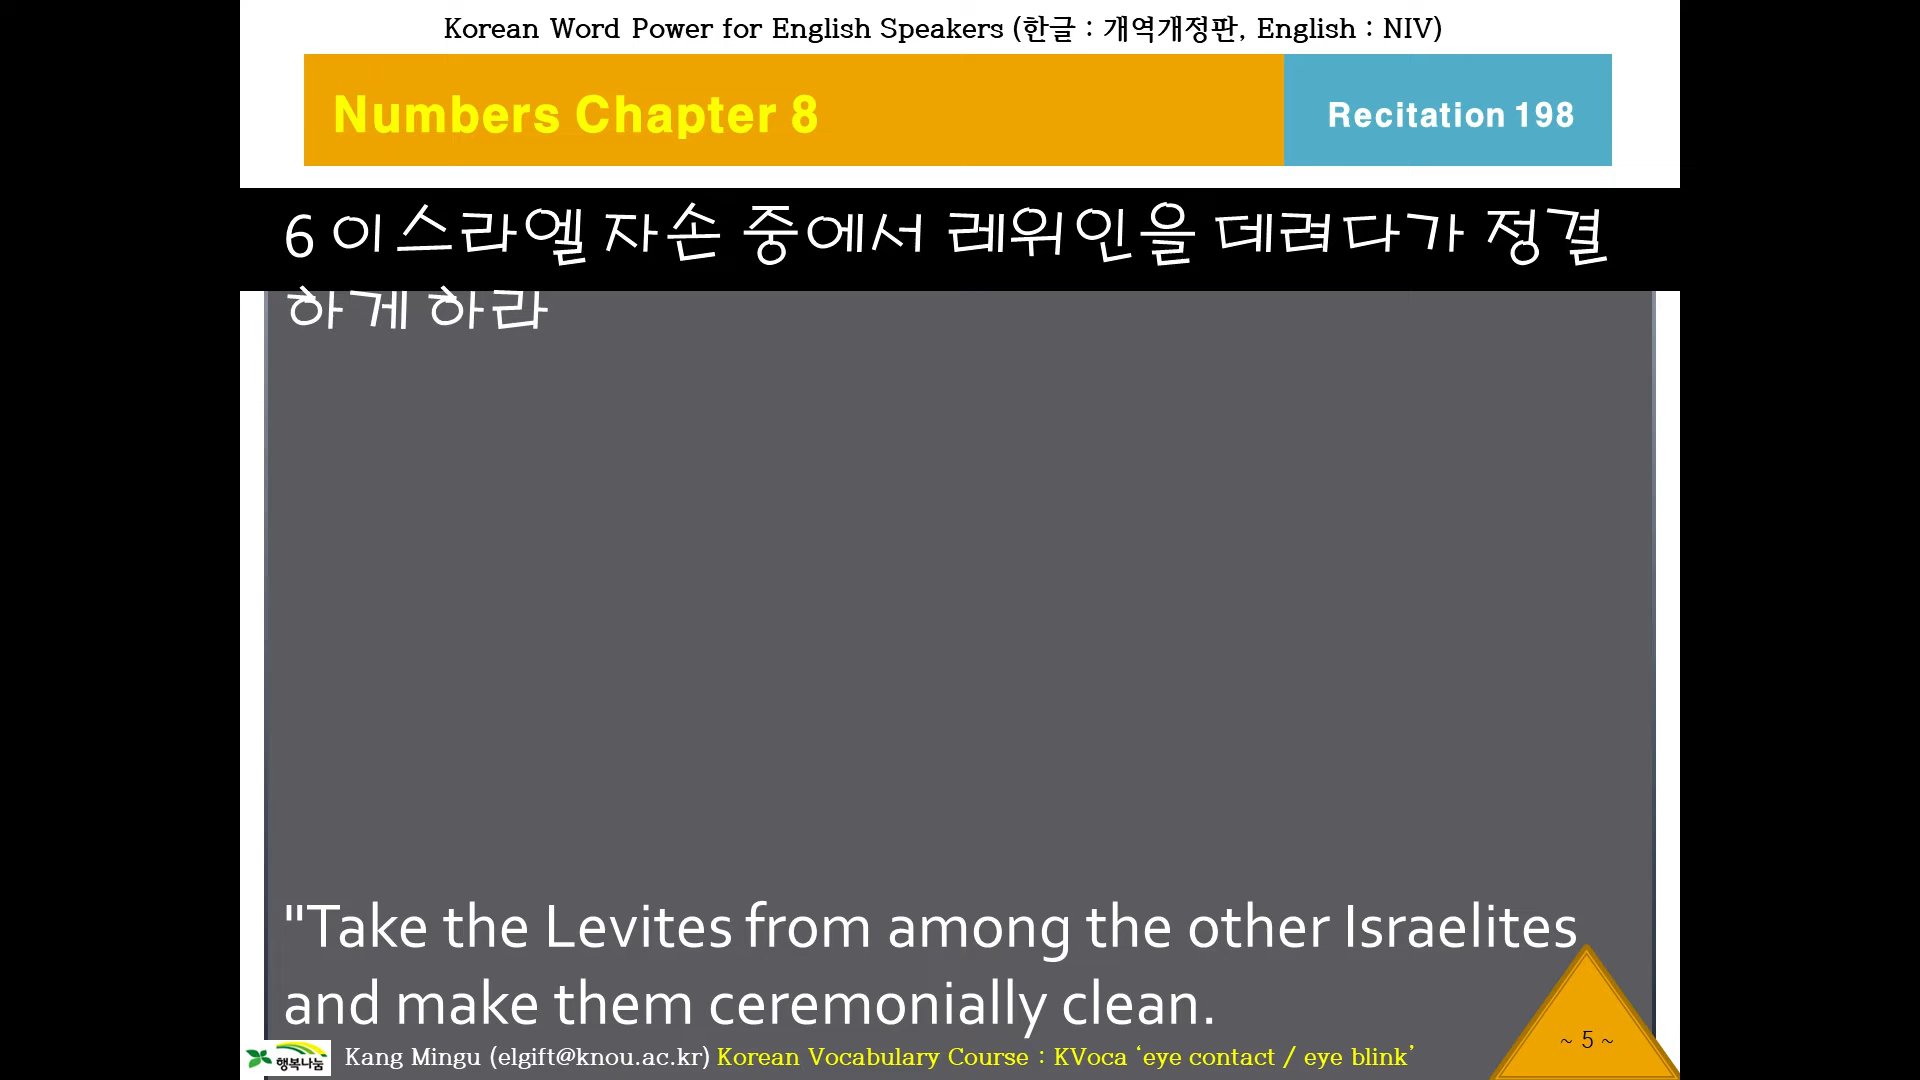 Korean Word Power for English Speakers (한글 : 개역개정판, English : NIV)
Numbers Chapter 8
Recitation 198
6 이스라엘 자손 중에서 레위인을 데려다가 정결
하게 하라
"Take the Levites from among the other Israelites
and make them ceremonially clean.
~ 5 ~
행복나눔
Kang Mingu (elgift@knou.ac.kr) Korean Vocabulary Course : KVoca ‘eye contact / eye blink’